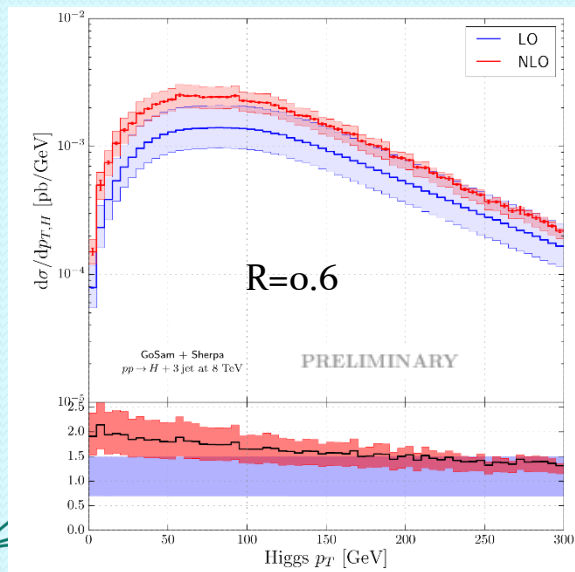 10⁻²
LO
NLO
10⁻³
dσ/dp_{T,H} [pb/GeV]
10⁻⁴
R=0.6
GoSam + Sherpa
pp → H + 3 jet at 8 TeV
PRELIMINARY
10⁻⁵
2.5
2.0
1.5
1.0
0.5
0.0
0 50 100 150 200 250 300
Higgs p_T [GeV]